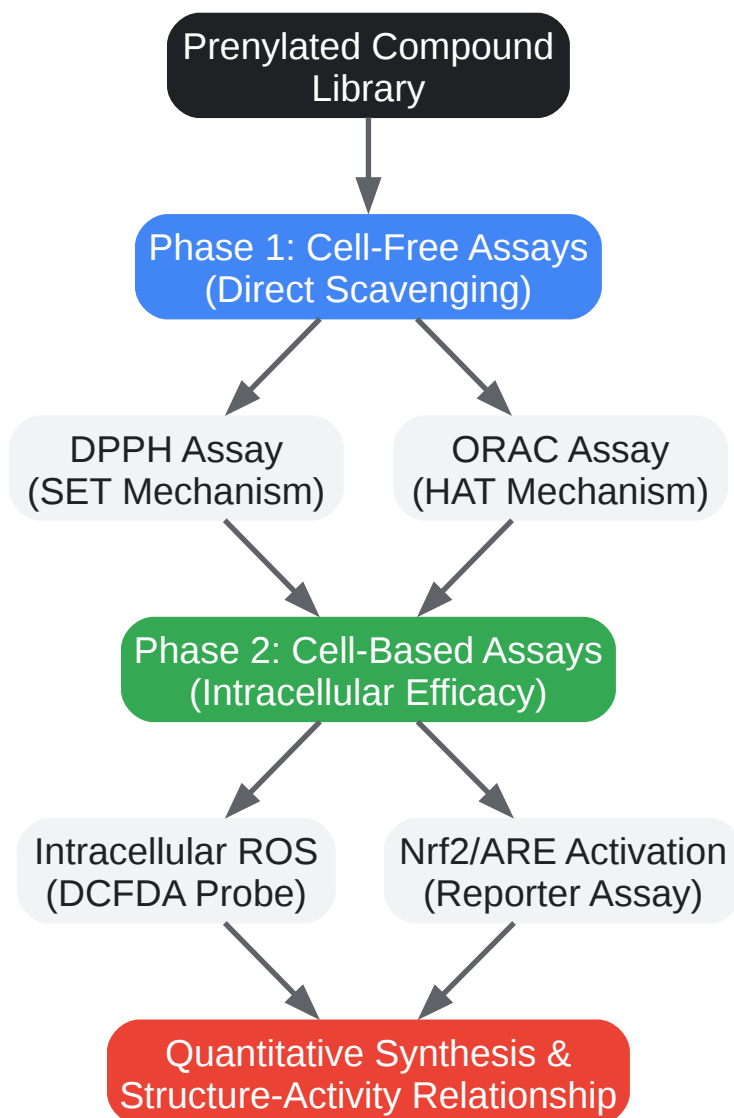 Prenylated Compound
Library
Phase 1: Cell-Free Assays
(Direct Scavenging)
DPPH Assay
(SET Mechanism)
ORAC Assay
(HAT Mechanism)
Phase 2: Cell-Based Assays
(Intracellular Efficacy)
Intracellular ROS
(DCFDA Probe)
Nrf2/ARE Activation
(Reporter Assay)
Quantitative Synthesis &
Structure-Activity Relationship